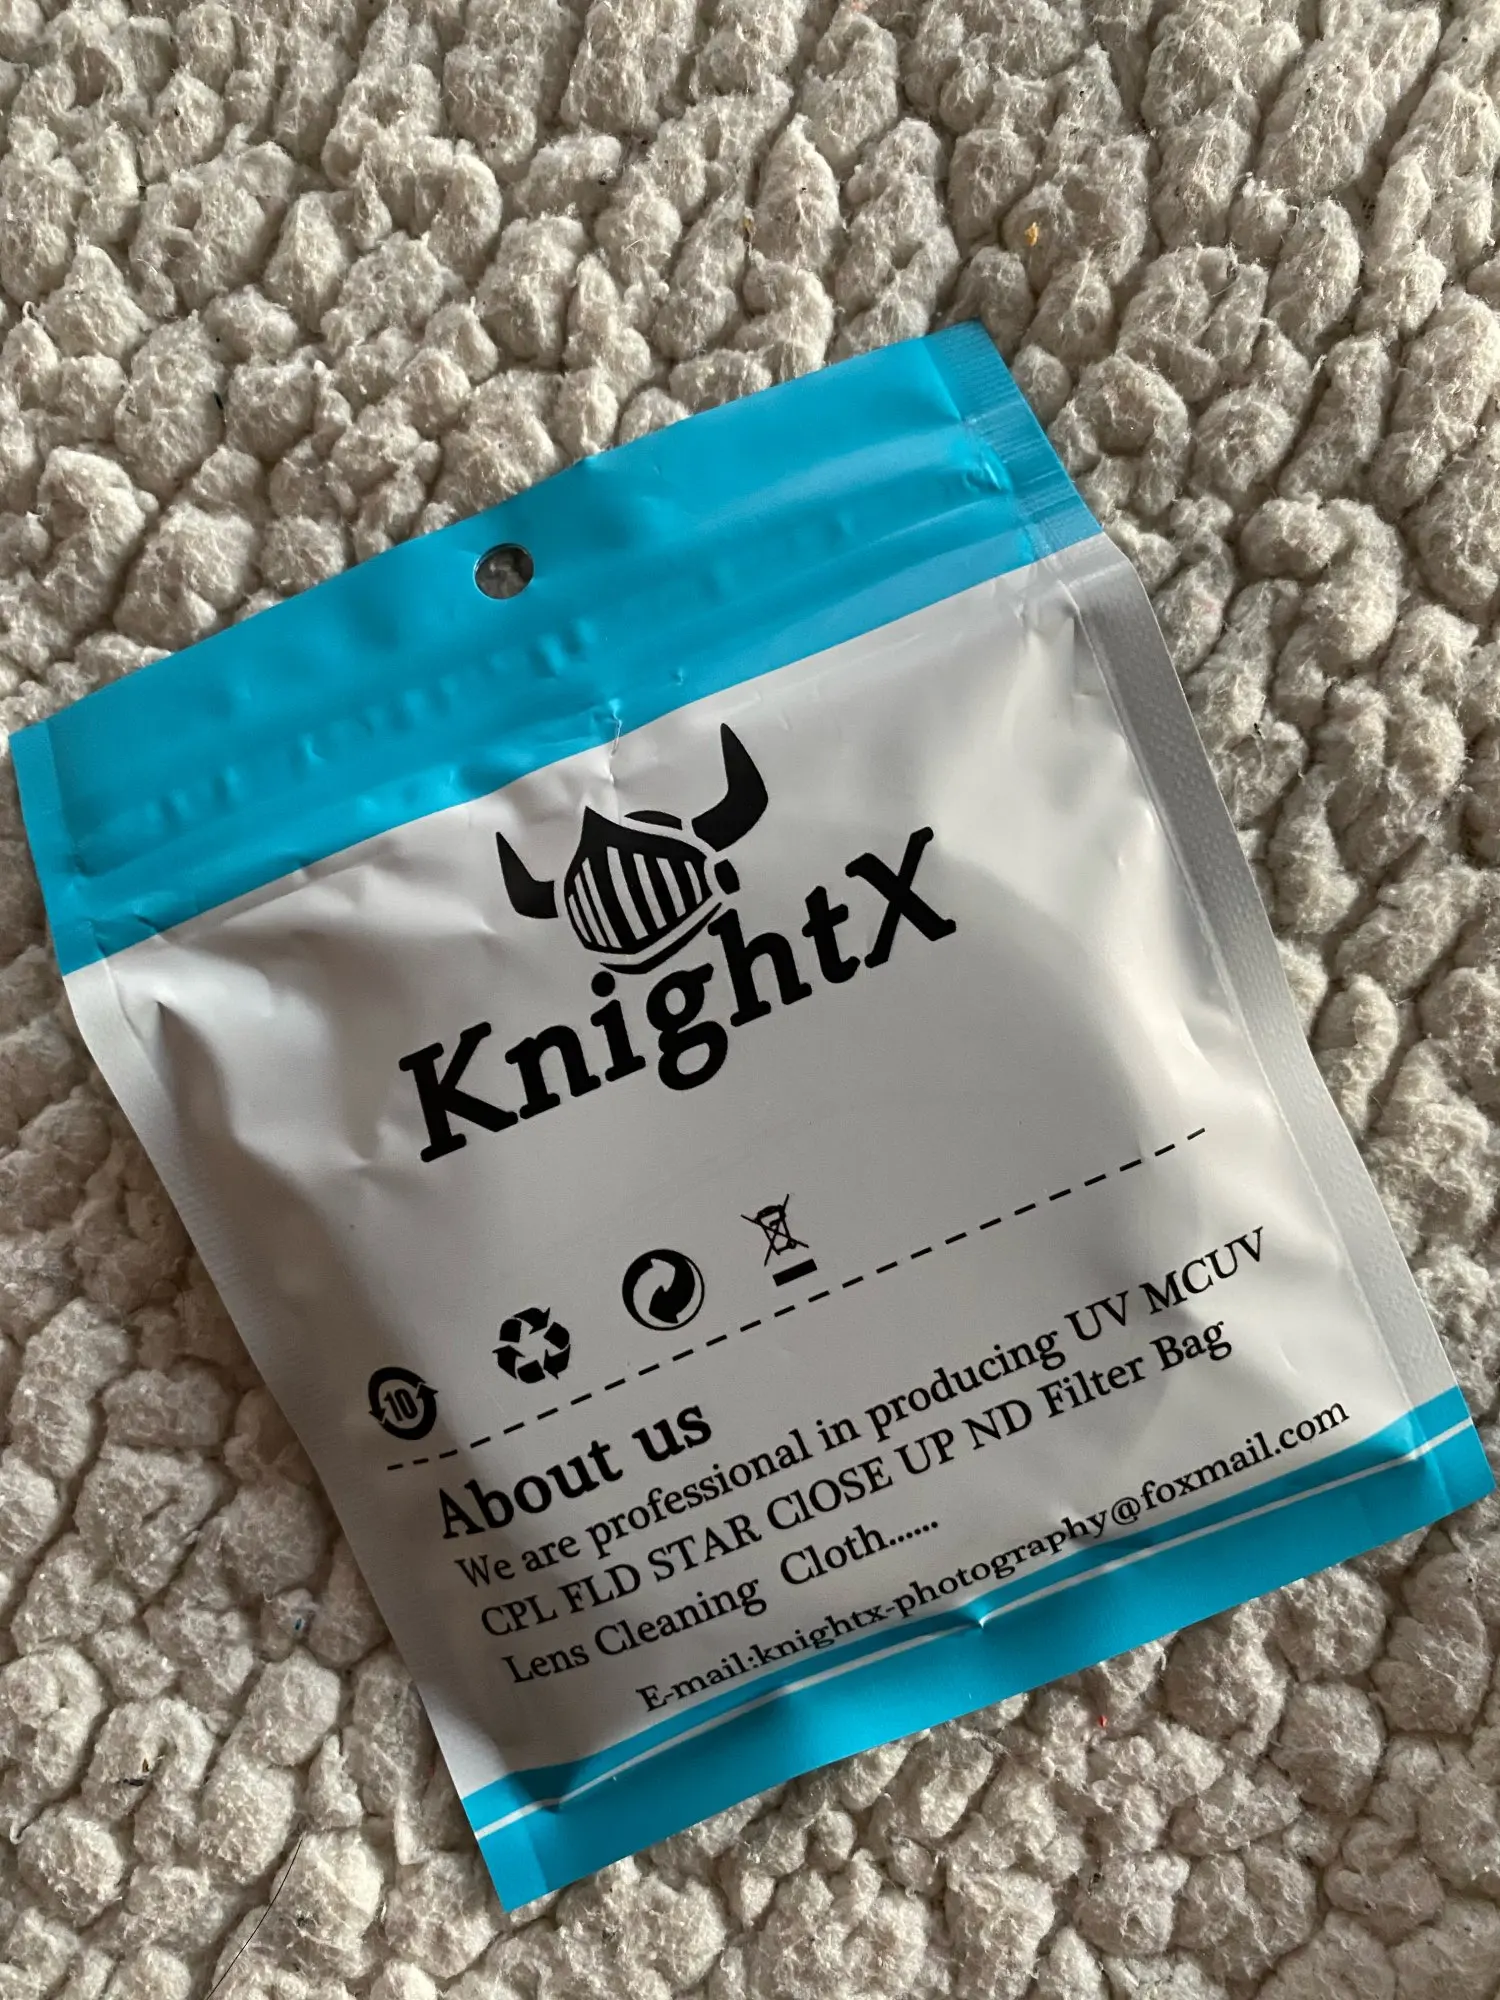 KnightX
10
About us
We are professional in producing UV MCUV
CPL FLD STAR ClOSE UP ND Filter Bag
Lens Cleaning Cloth......
E-mail:knightx-photography@foxmail.com